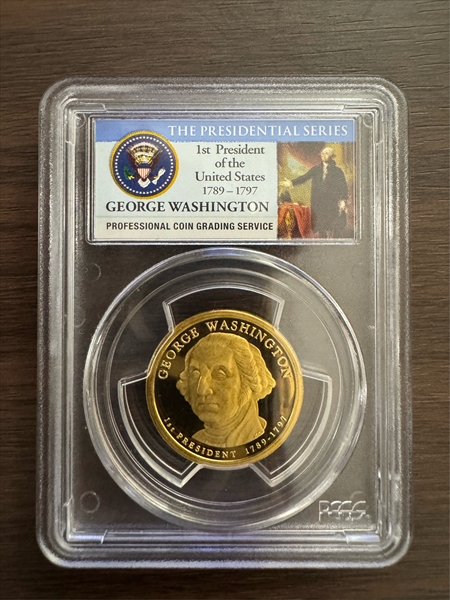 THE PRESIDENTIAL SERIES
1st President
of the
United States
1789 – 1797
GEORGE WASHINGTON
PROFESSIONAL COIN GRADING SERVICE
GEORGE WASHINGTON
1st PRESIDENT 1789-1797
PCGS